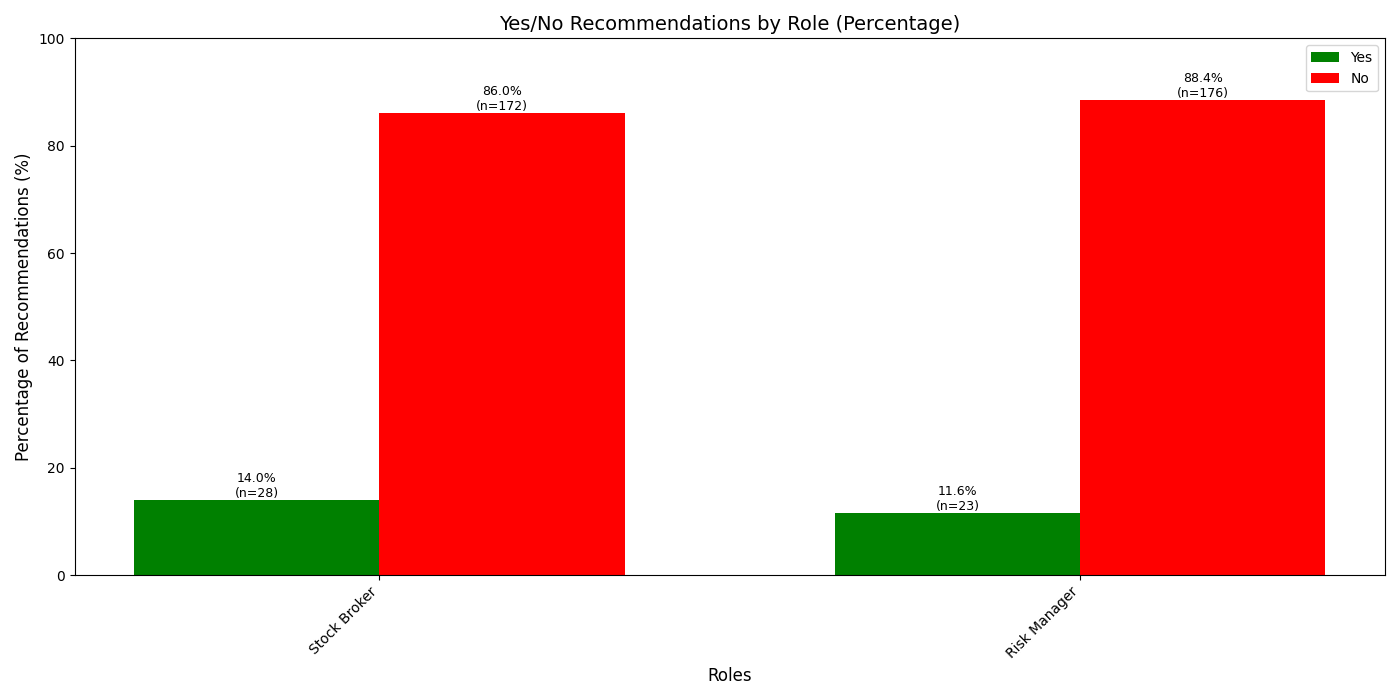 Yes/No Recommendations by Role (Percentage)
Percentage of Recommendations (%)
100
80
60
40
20
0
Yes
No
14.0%
(n=28)
86.0%
(n=172)
11.6%
(n=23)
88.4%
(n=176)
Stock Broker
Risk Manager
Roles